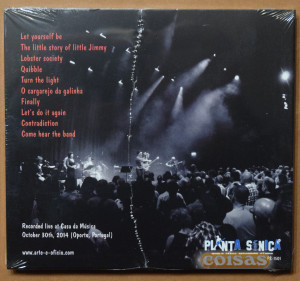 Let yourself be
The little story of little Jimmy
Lobster society
Quibble
Turn the light
O gargarejo da galinha
Finally
Let's do it again
Contradiction
Come hear the band
Recorded live at Casa da Música
October 30th, 2014 (Oporto, Portugal)
www.arte-e-oficio.com
PLANTA SÓNICA
coisas